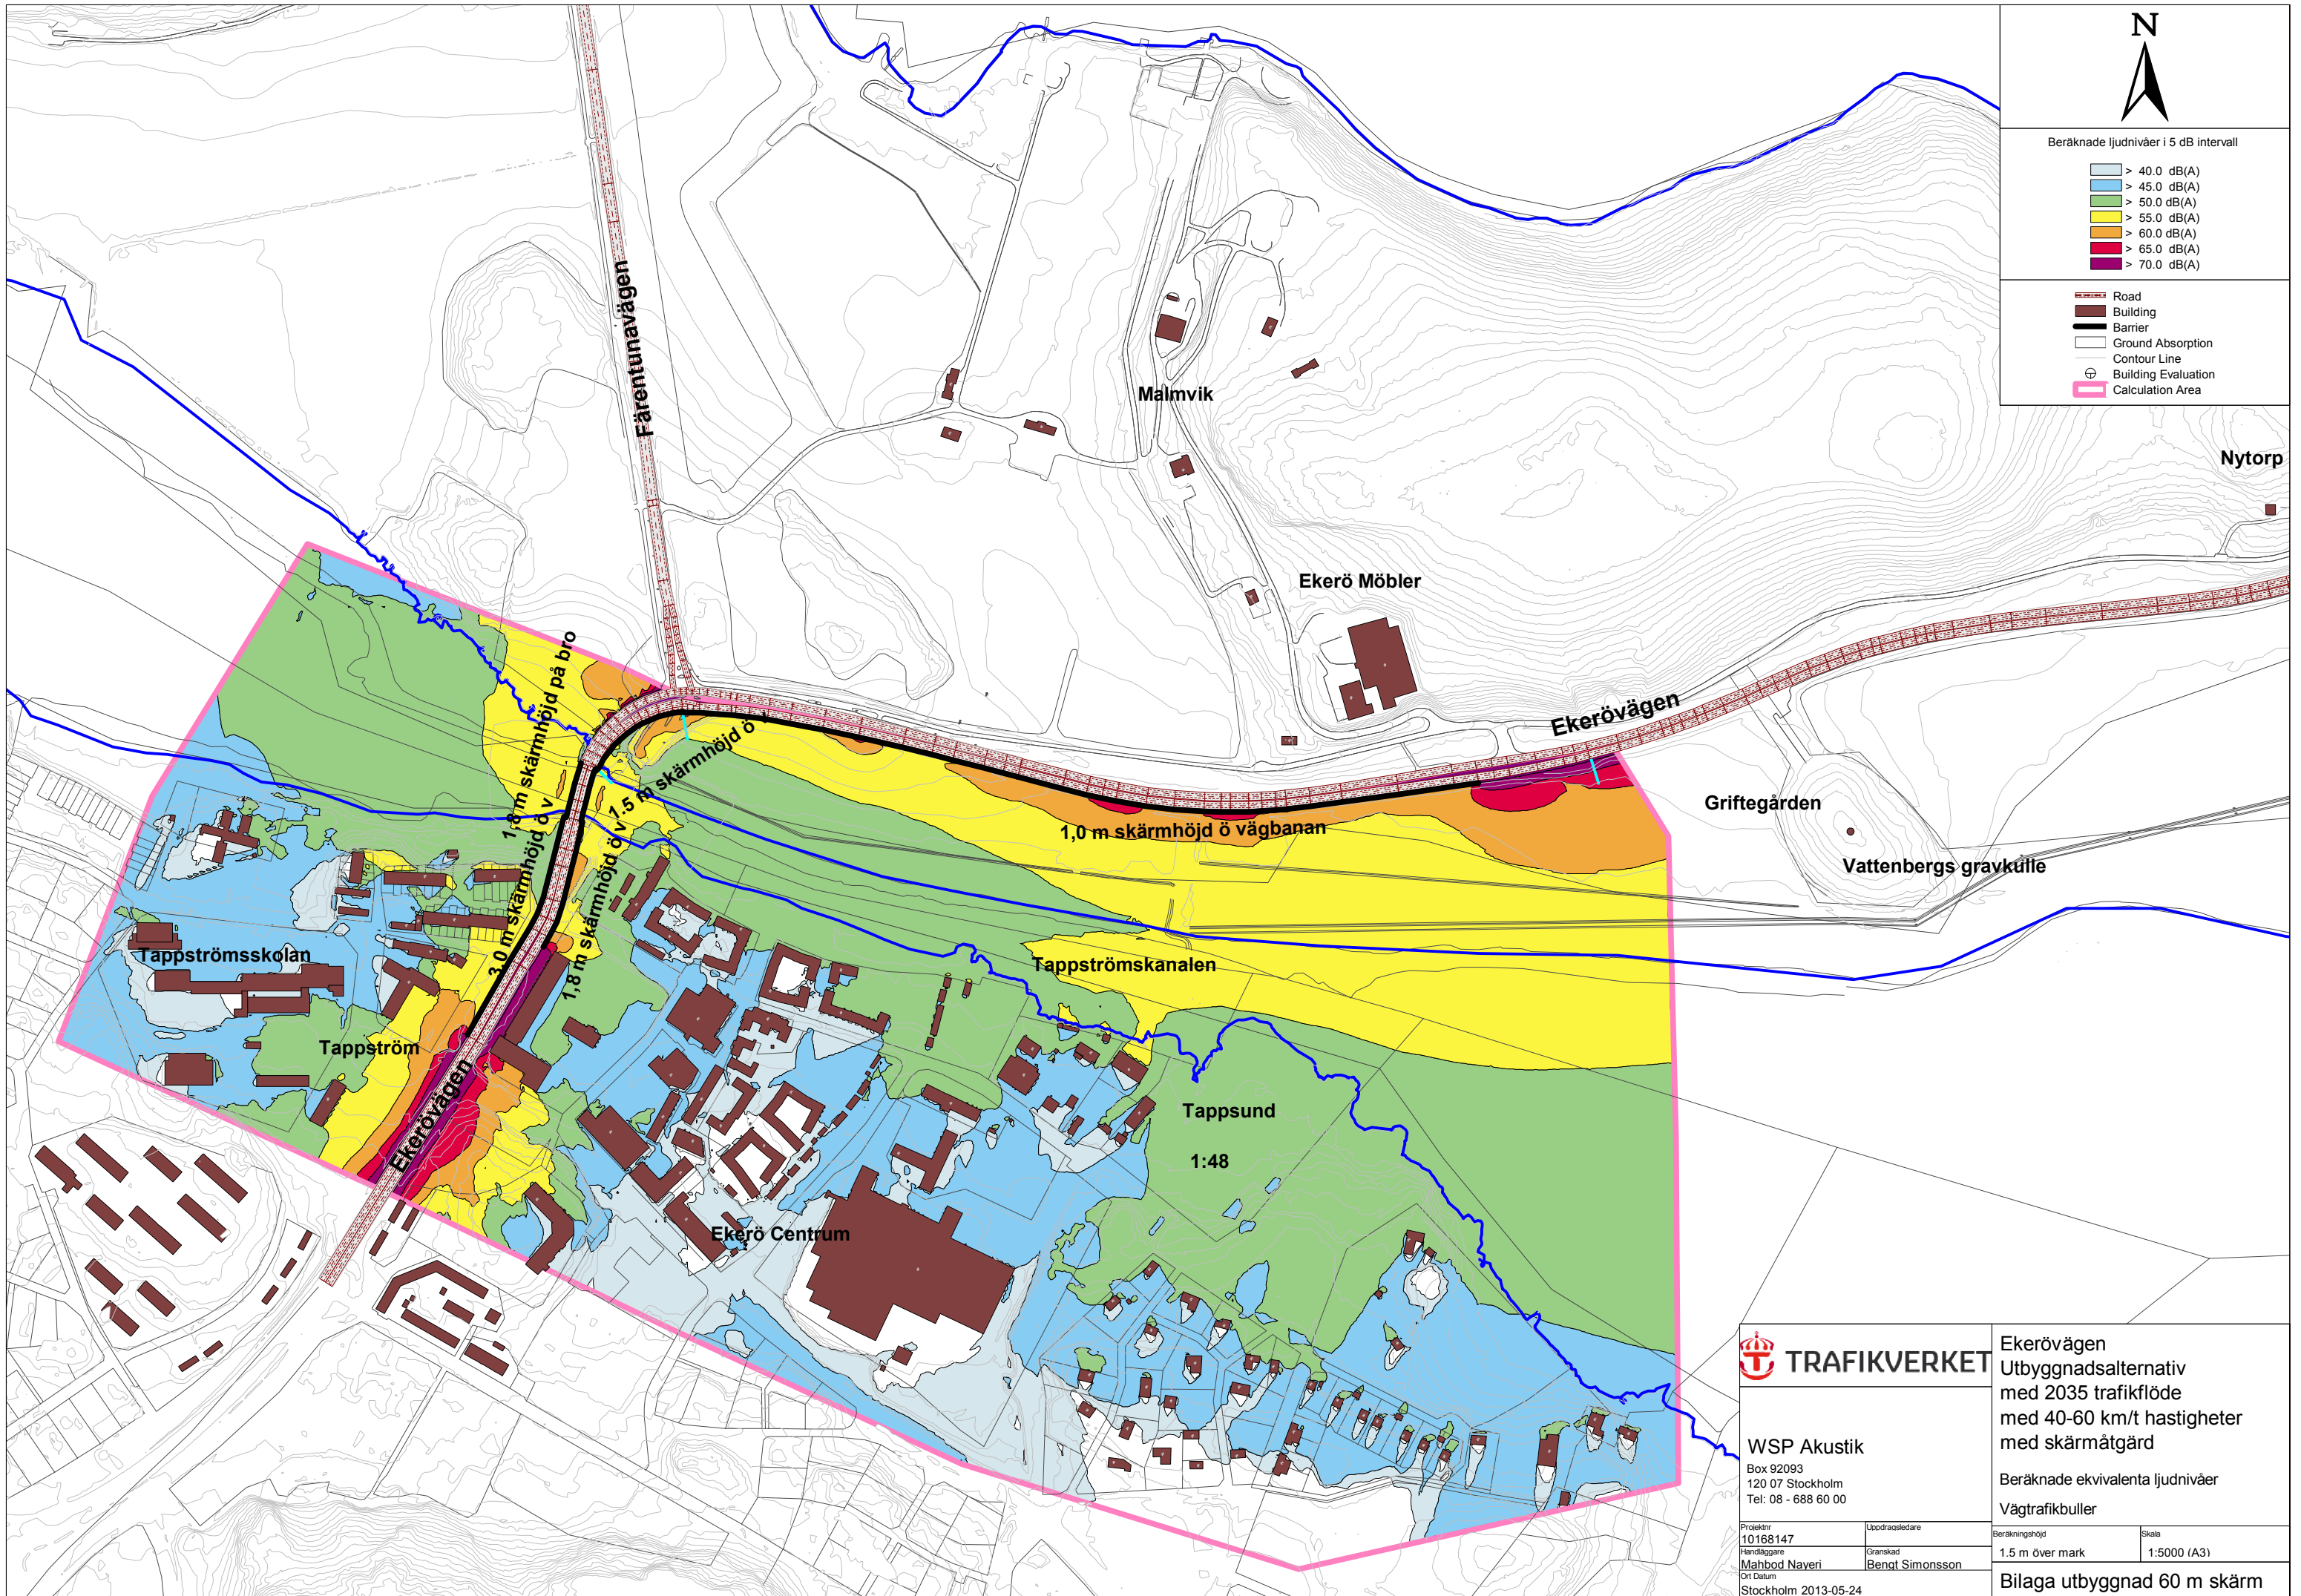 N
Beräknade ljudnivåer i 5 dB intervall
> 40.0 dB(A)
> 45.0 dB(A)
> 50.0 dB(A)
> 55.0 dB(A)
> 60.0 dB(A)
> 65.0 dB(A)
> 70.0 dB(A)
Road
Building
Barrier
Ground Absorption
Contour Line
Building Evaluation
Calculation Area
Färentunavägen
Malmvik
Nytorp
Ekerö Möbler
Ekerövägen
1,8 m skärmhöjd på bro
1.5 m skärmhöjd ö
3,0 m skärmhöjd ö v
1,8 m skärmhöjd ö v
1,0 m skärmhöjd ö vägbanan
Griftegården
Vattenbergs gravkulle
Tappströmsskolan
Tappströmskanalen
Tappström
Ekerövägen
Tappsund
1:48
Ekerö Centrum
TRAFIKVERKET
WSP Akustik
Box 92093
120 07 Stockholm
Tel: 08 - 688 60 00
Projektnr
10168147
Uppdragsledare
Handläggare
Mahbod Nayeri
Granskad
Bengt Simonsson
Ort Datum
Stockholm 2013-05-24
Ekerövägen
Utbyggnadsalternativ
med 2035 trafikflöde
med 40-60 km/t hastigheter
med skärmåtgärd
Beräknade ekvivalenta ljudnivåer
Vägtrafikbuller
Beräkningshöjd
1.5 m över mark
Skala
1:5000 (A3)
Bilaga utbyggnad 60 m skärm